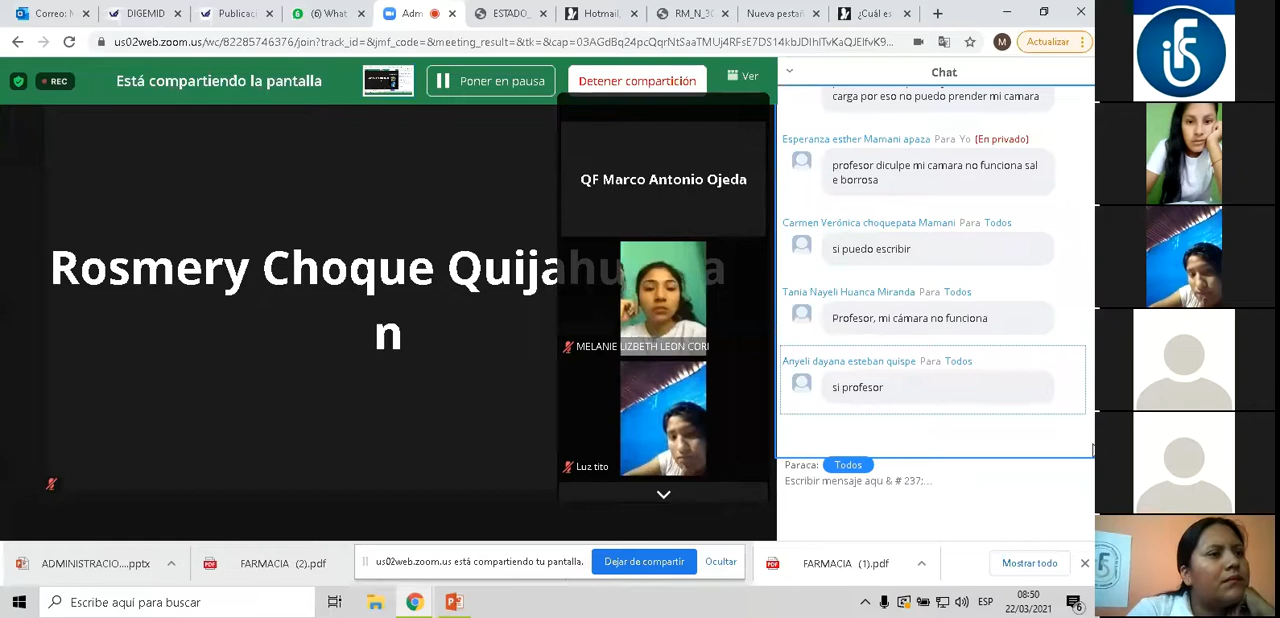 Correo: M
DIGEMID
Publicaci
(6) What
Adm
ESTADO_
Hotmail,
RM_N_30
Nueva pestañ
¿Cuál es
us02web.zoom.us/wc/82285746376/join?track_id=&jmf_code=&meeting_result=&tk=&cap=
M
Actualizar
REC
Está compartiendo la pantalla
Poner en pausa
Detener compartición
Ver
Chat
carga por eso no puedo prender mi camara
Esperanza esther Mamani apaza Para Yo (En privado)
profesor diculpe mi camara no funciona sal
e borrosa
Carmen Verónica choquepata Mamani Para Todos
si puedo escribir
Tania Nayeli Huanca Miranda Para Todos
Profesor, mi cámara no funciona
Anyeli dayana esteban quispe Para Todos
si profesor
Paraca: Todos
Escribir mensaje aqu & # 237;...
Rosmery Choque Quijahu
a
n
QF Marco Antonio Ojeda
MELANIE LIZBETH LEON CORI
Luz tito
ADMINISTRACIO....pptx
FARMACIA (2).pdf
us02web.zoom.us está compartiendo tu pantalla.
Dejar de compartir
Ocultar
FARMACIA (1).pdf
Mostrar todo
Escribe aquí para buscar
ESP
08:50
22/03/2021
6